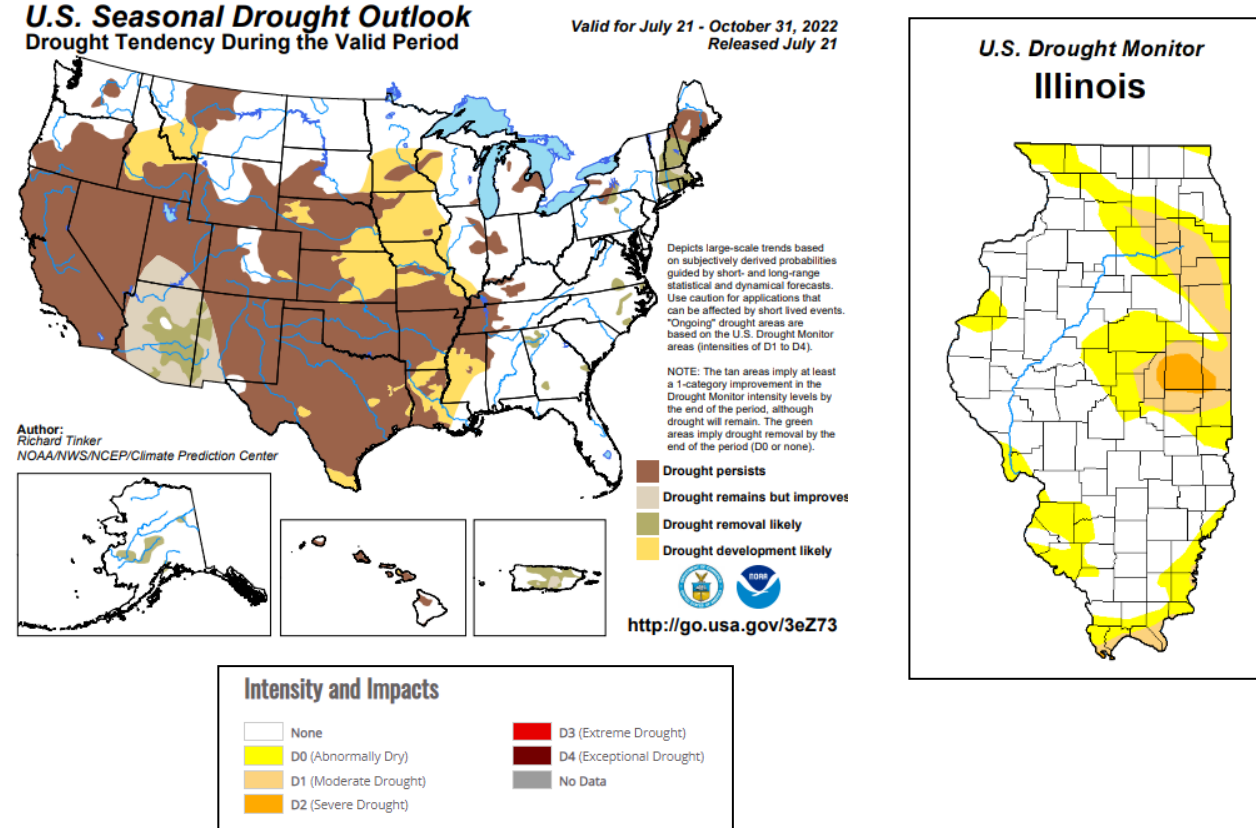 U.S. Seasonal Drought Outlook
Drought Tendency During the Valid Period
Valid for July 21 - October 31, 2022
Released July 21
Depicts large-scale trends based
on subjectively derived probabilities
guided by short- and long-range
statistical and dynamical forecasts.
Use caution for applications that
can be affected by short lived events.
"Ongoing" drought areas are
based on the U.S. Drought Monitor
areas (intensities of D1 to D4).
NOTE: The tan areas imply at least
a 1-category improvement in the
Drought Monitor intensity levels by
the end of the period, although
drought will remain. The green
areas imply drought removal by the
end of the period (D0 or none).
Author:
Richard Tinker
NOAA/NWS/NCEP/Climate Prediction Center
Drought persists
Drought remains but improves
Drought removal likely
Drought development likely
NOAA
http://go.usa.gov/3eZ73
U.S. Drought Monitor
Illinois
Intensity and Impacts
None
D0 (Abnormally Dry)
D1 (Moderate Drought)
D2 (Severe Drought)
D3 (Extreme Drought)
D4 (Exceptional Drought)
No Data